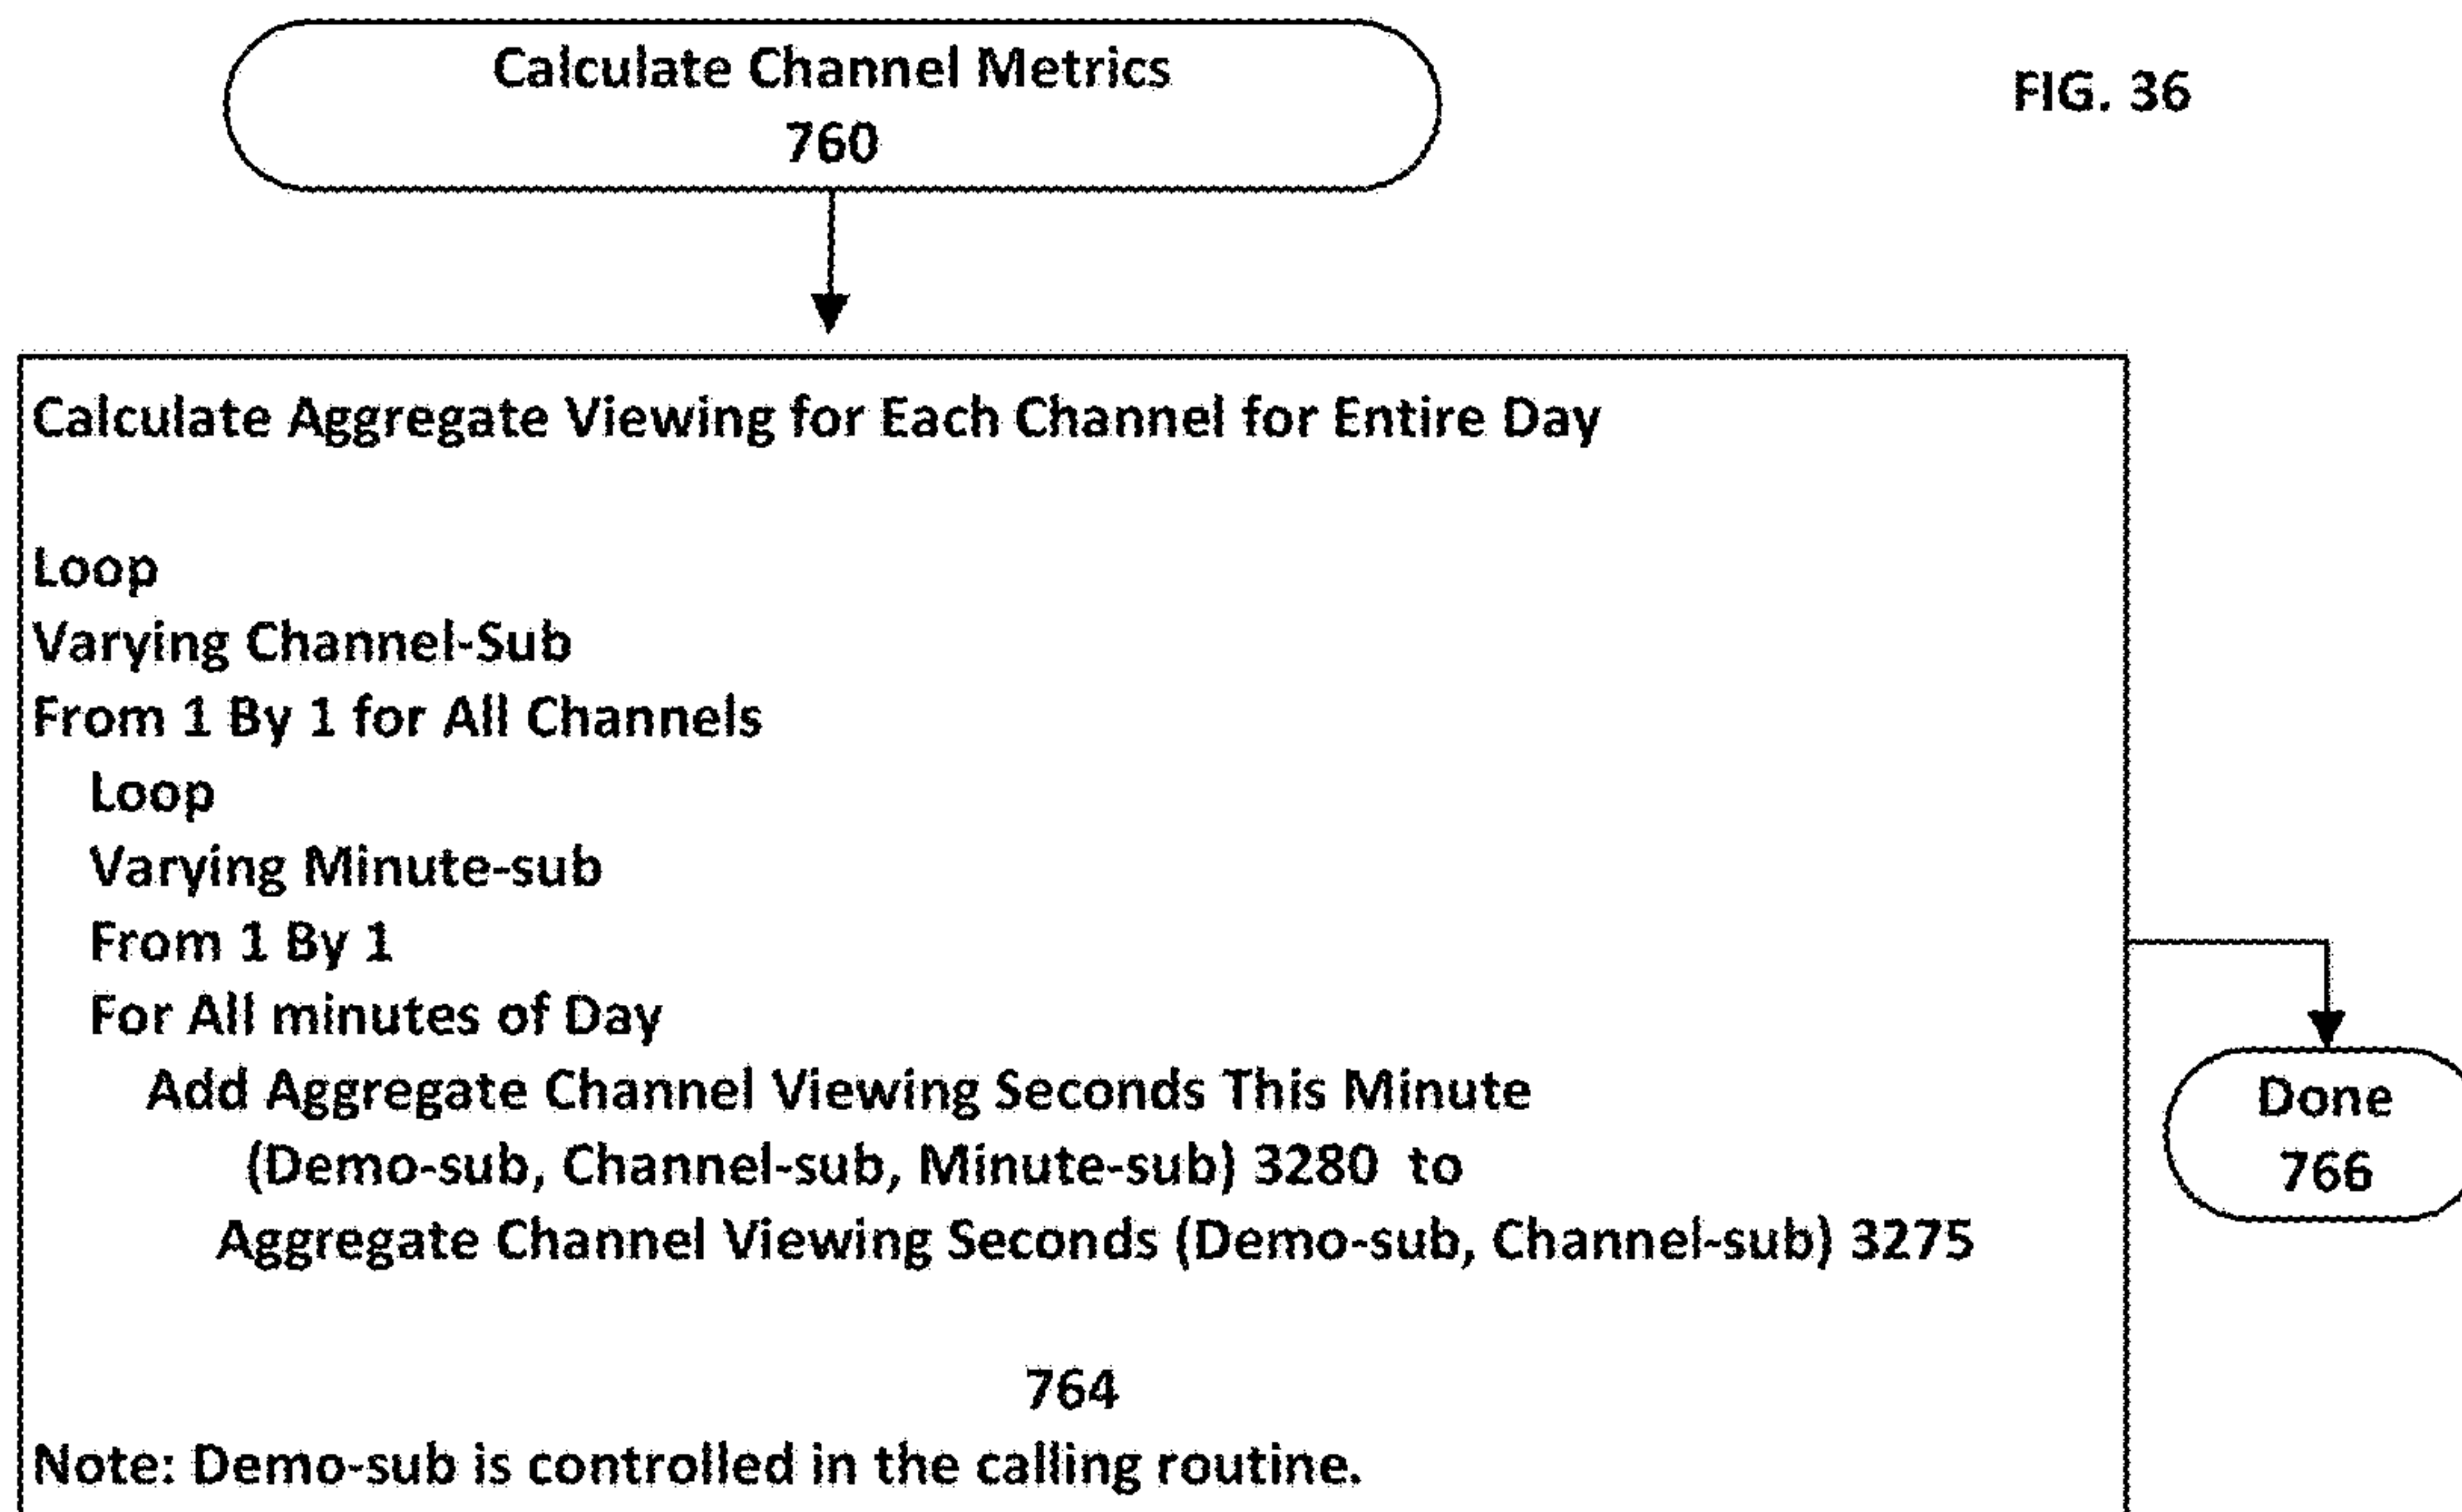 Calculate Channel Metrics
760
FIG. 36
Calculate Aggregate Viewing for Each Channel for Entire Day
Loop
Varying Channel-Sub
From 1 By 1 for All Channels
Loop
Varying Minute-sub
From 1 By 1
For All minutes of Day
Add Aggregate Channel Viewing Seconds This Minute
(Demo-sub, Channel-sub, Minute-sub) 3280 to
Aggregate Channel Viewing Seconds (Demo-sub, Channel-sub) 3275
764
Note: Demo-sub is controlled in the calling routine.
Done
766